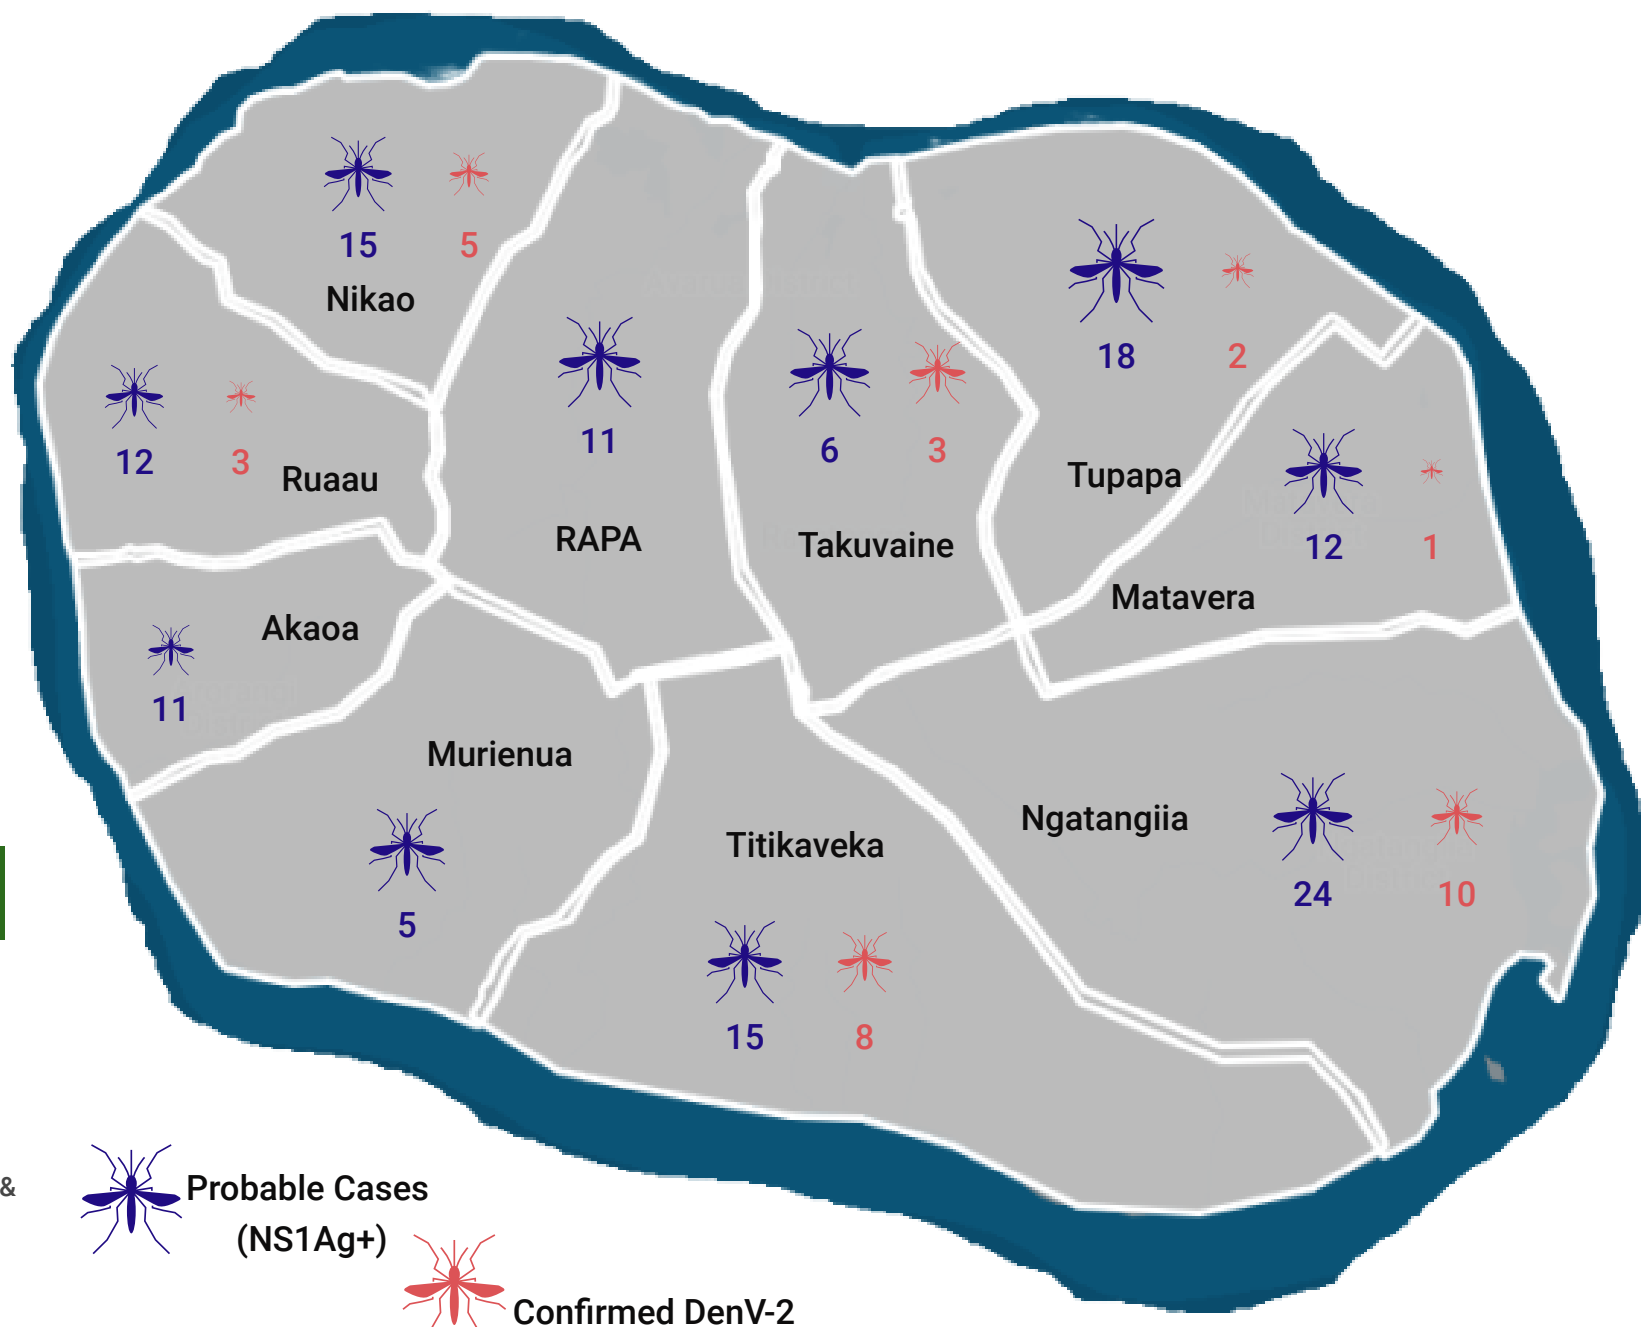 15 5
Nikao
12 3
Ruaau
11
RAPA
6 3
Takuvaine
18 2
Tupapa
12 1
Matavera
Akaoa
11
Murienua
5
Titikaveka
15 8
Ngatangiia
24 10
&
Probable Cases
(NS1Ag+)
Confirmed DenV-2